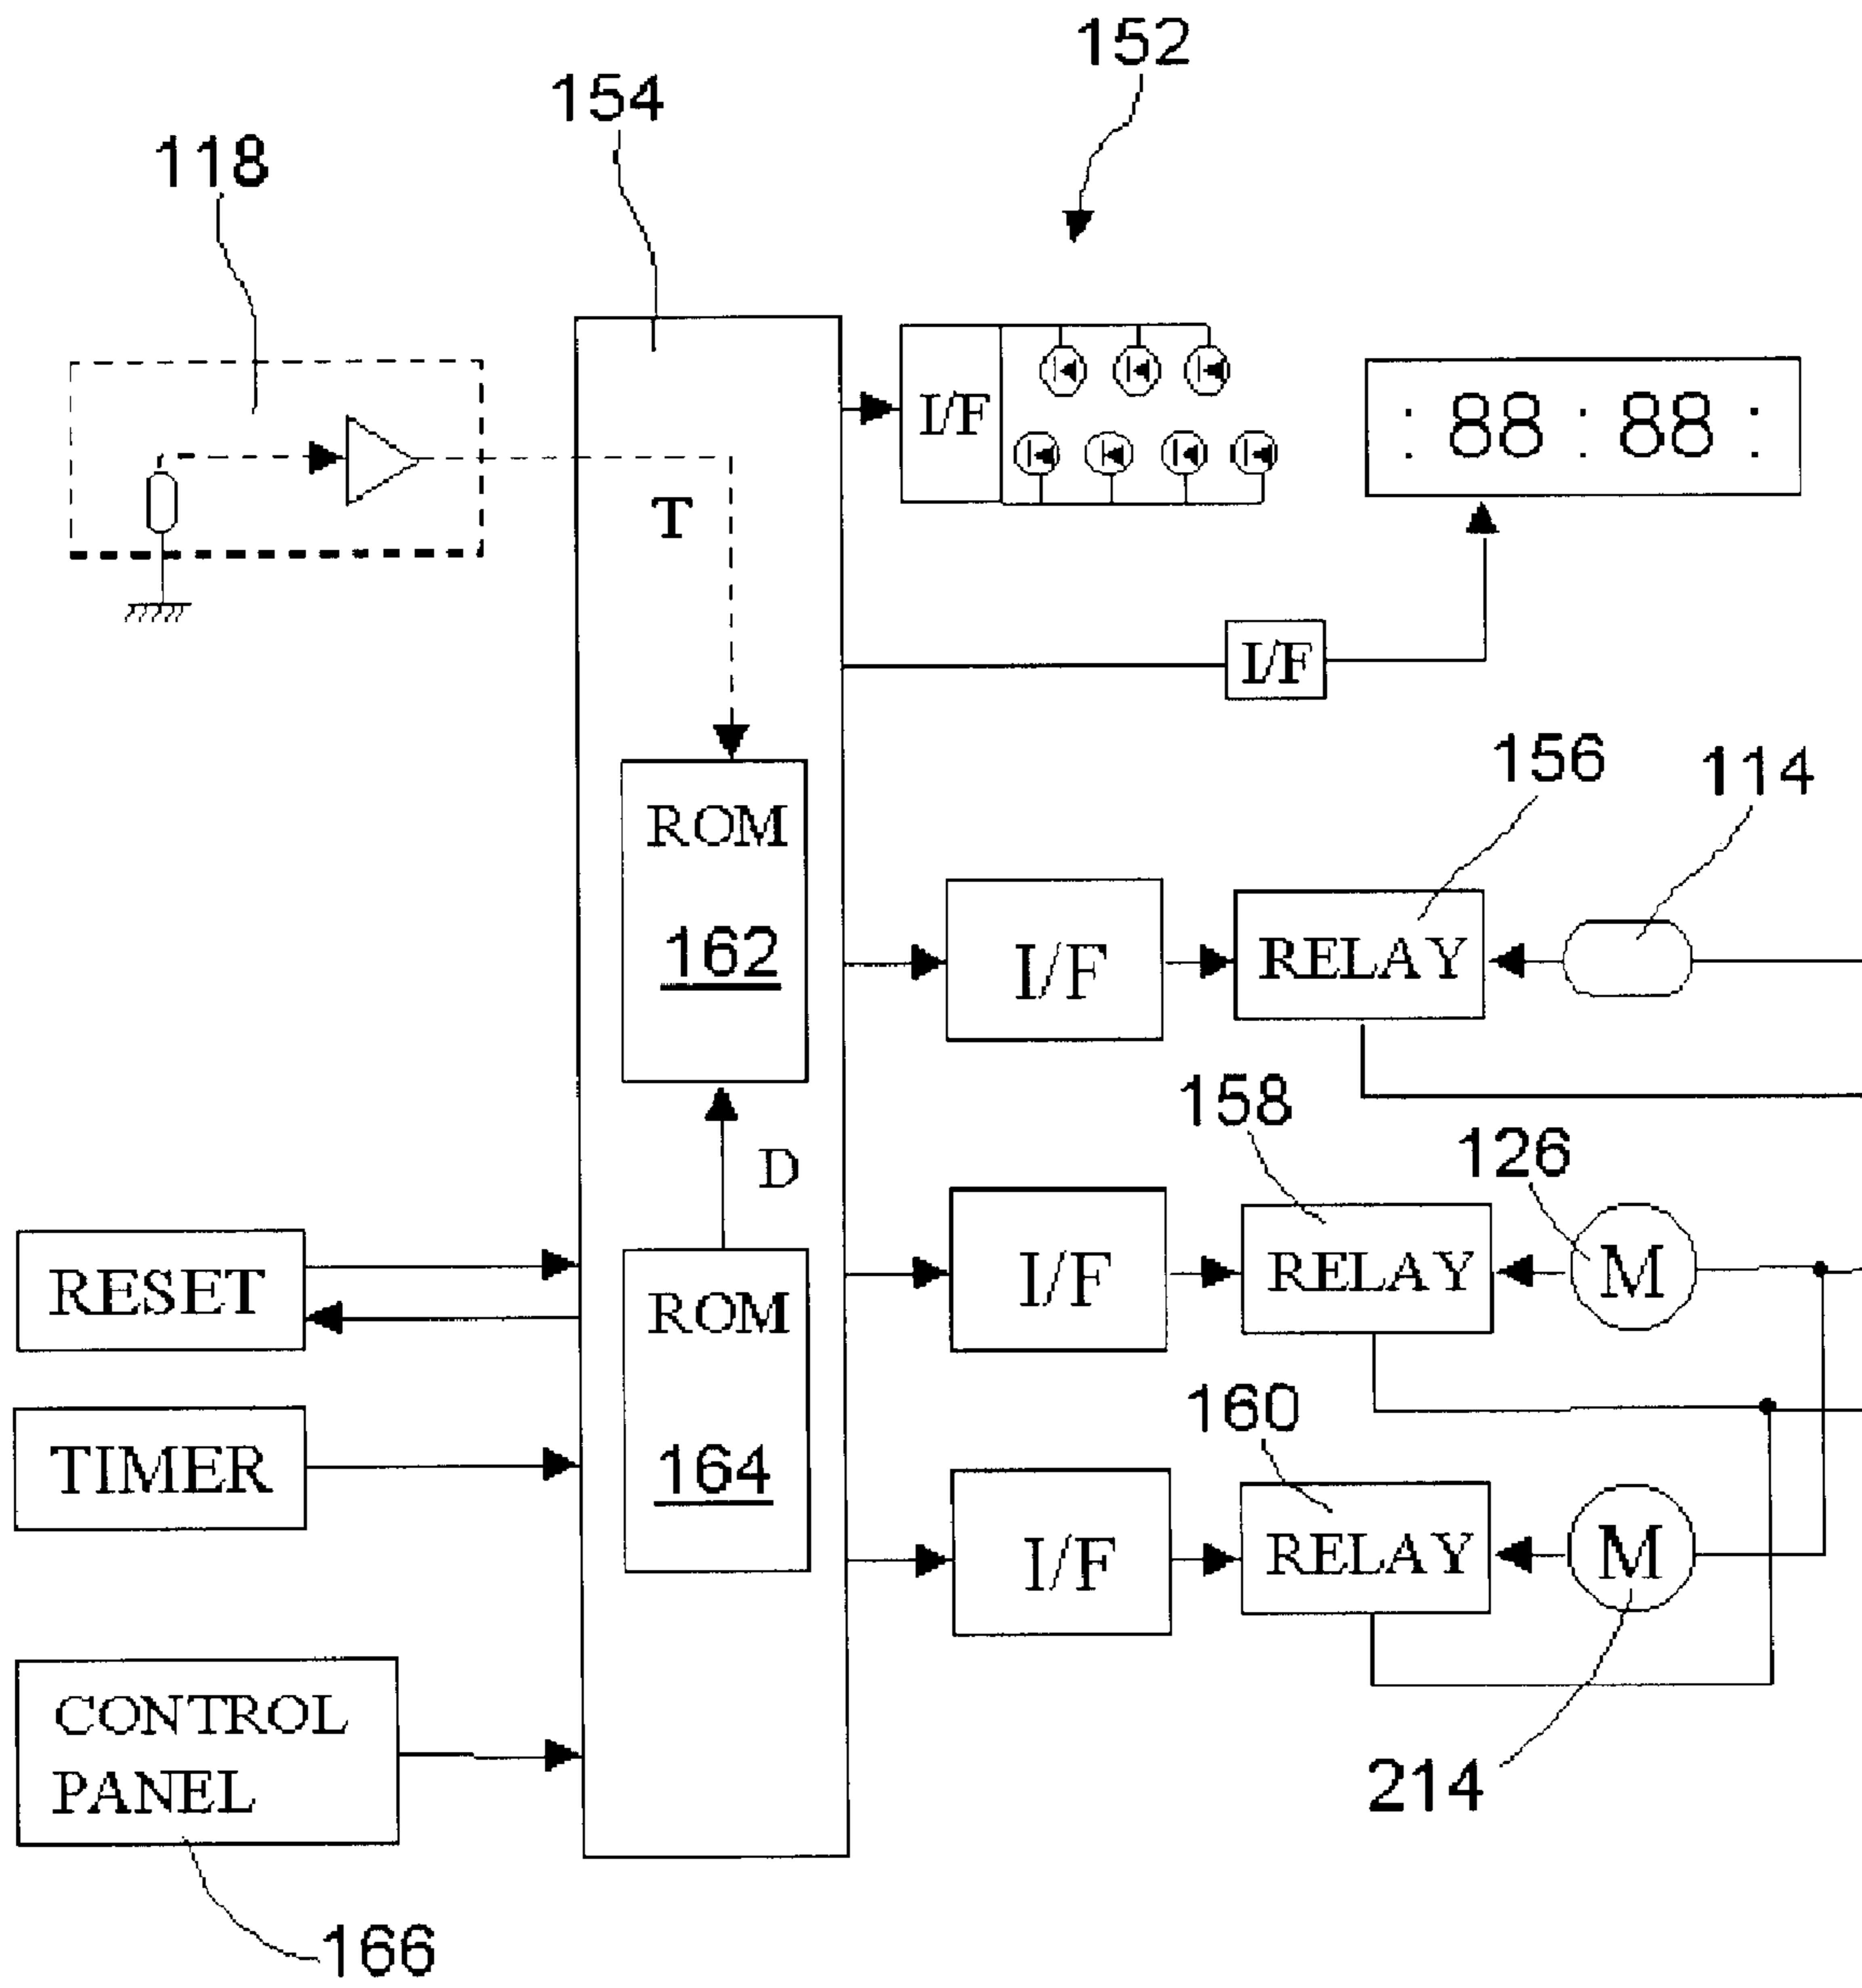 152
154
118
I/F
: 88 : 88 :
T
I/F
156
114
ROM
162
I/F
RELAY
158
126
D
RESET
ROM
I/F
RELAY
M
160
TIMER
164
I/F
RELAY
M
CONTROL
PANEL
214
166